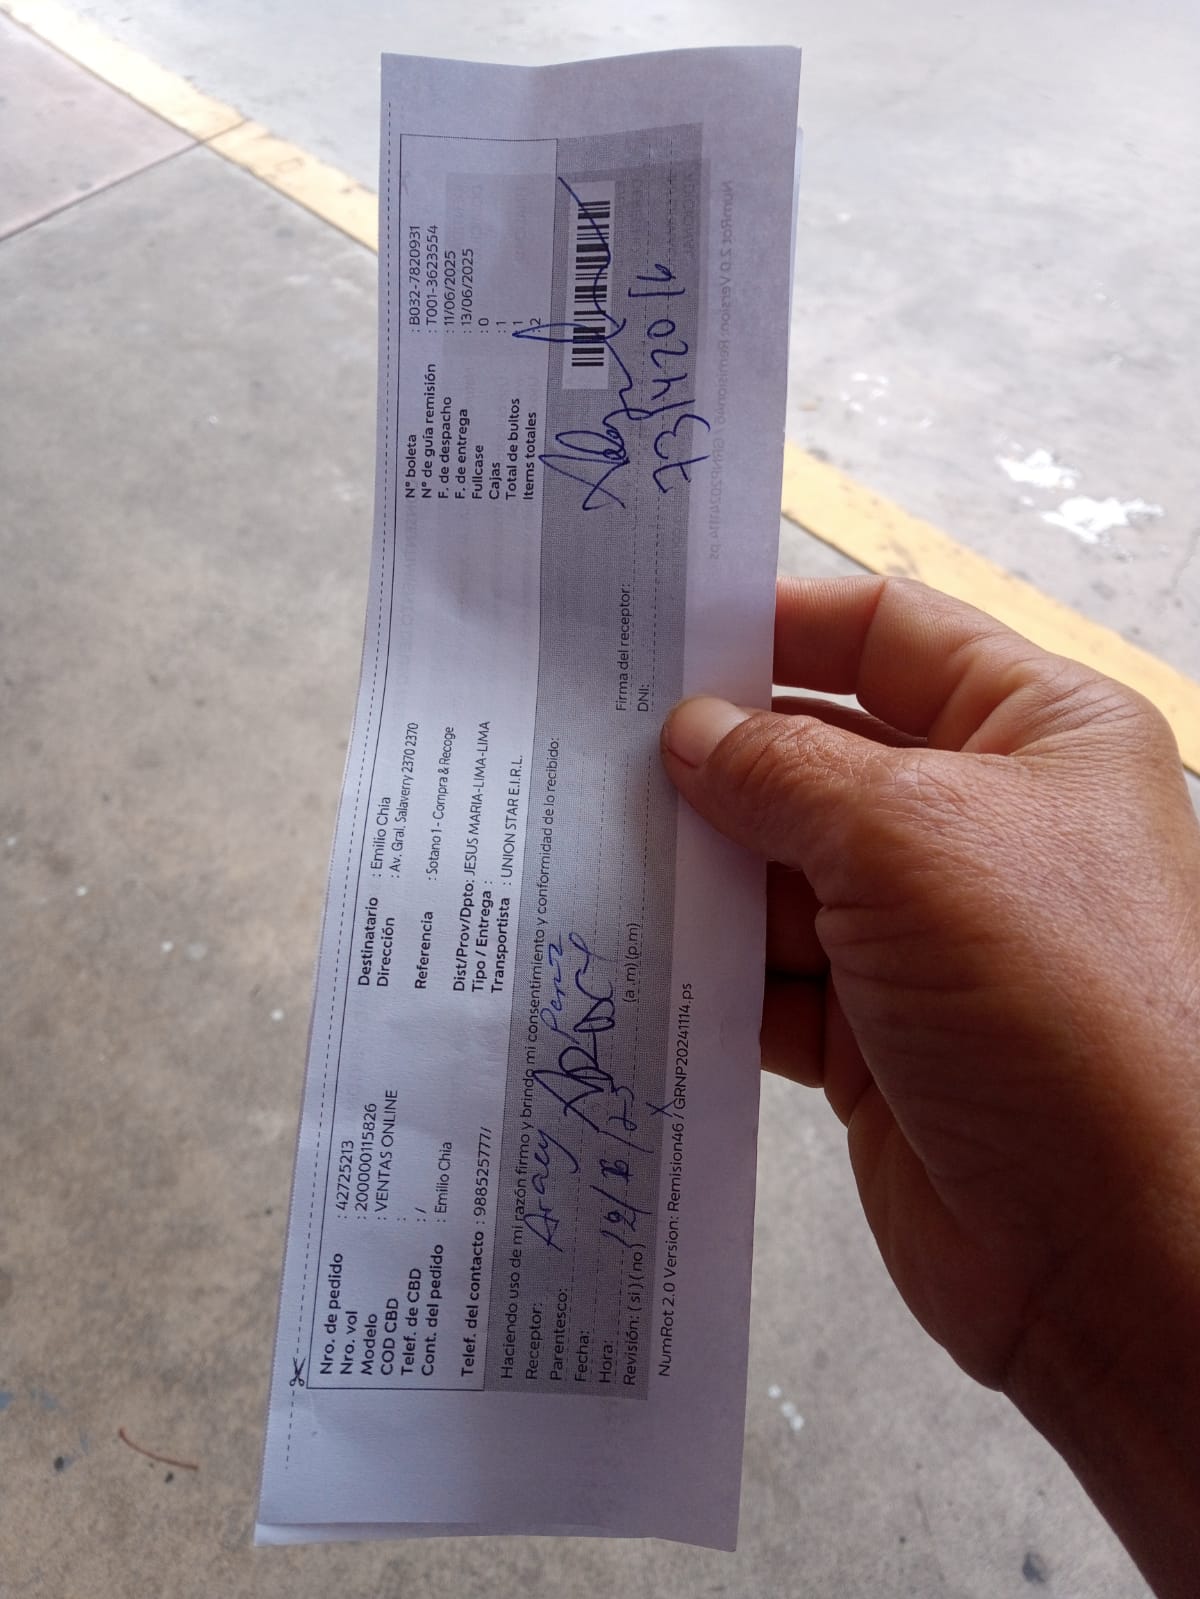 Nro. de pedido : 42725213
Nro. vol : 200000115826
Modelo : VENTAS ONLINE
COD CBD :
Telef. de CBD : /
Cont. del pedido : Emilio Chia
Telef. del contacto : 988525777/
Destinatario : Emilio Chia
Dirección : Av. Gral. Salaverry 2370 2370
Referencia : Sotano 1 - Compra & Recoge
Dist/Prov/Dpto: JESUS MARIA-LIMA-LIMA
Tipo / Entrega :
Transportista : UNION STAR E.I.R.L.
N° boleta : B032-7820931
N° de guía remisión : T001-3623554
F. de despacho : 11/06/2025
F. de entrega : 13/06/2025
Fullcase : 0
Cajas : 1
Total de bultos : 1
Items totales : 2
Haciendo uso de mi razón firmo y brindo mi consentimiento y conformidad de lo recibido:
Receptor: Aracy Perez
Parentesco:
Fecha:
Hora: (a .m) (p.m)
Revisión: ( si ) ( no )
Firma del receptor:
DNI: 73142016
NumRot 2.0 Version: Remision46 / GRNP20241114.ps